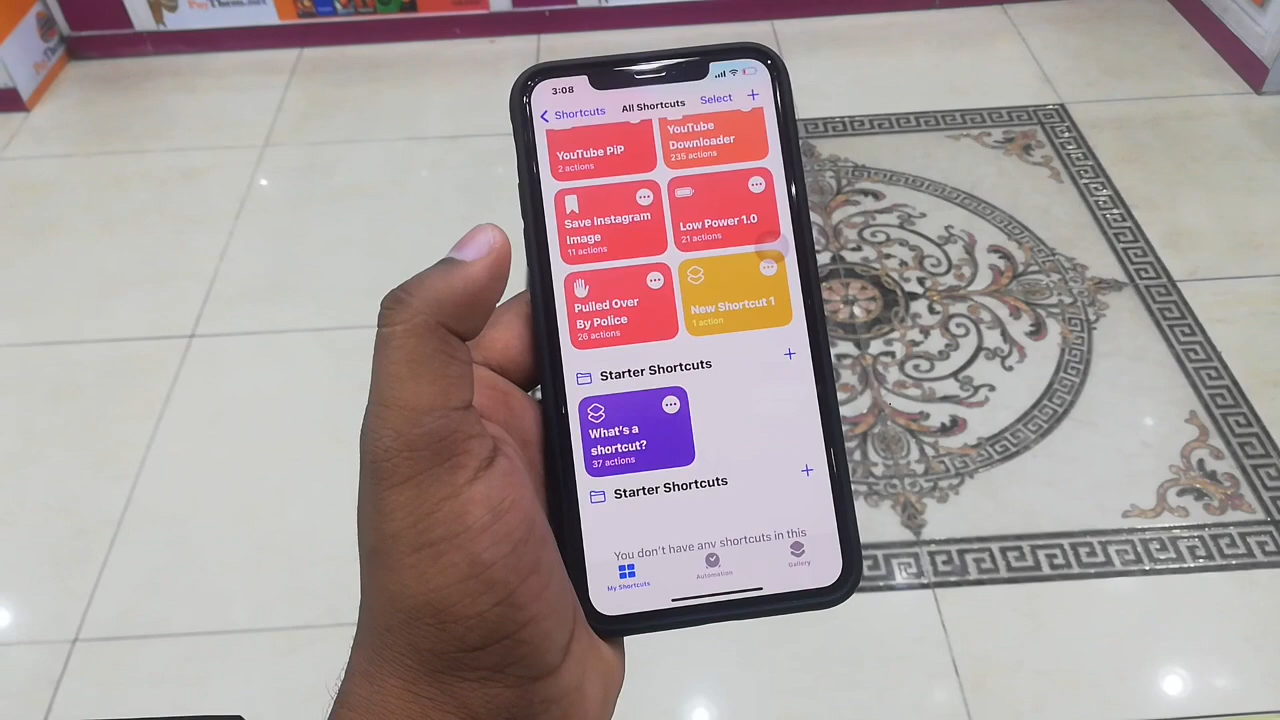 PayThem.net
3:08
Shortcuts
All Shortcuts
Select
YouTube PiP
2 actions
YouTube
Downloader
235 actions
Save Instagram
Image
11 actions
Low Power 1.0
21 actions
Pulled Over
By Police
26 actions
New Shortcut 1
1 action
Starter Shortcuts
What's a
shortcut?
37 actions
Starter Shortcuts
You don't have any shortcuts in this
My Shortcuts
Automation
Gallery